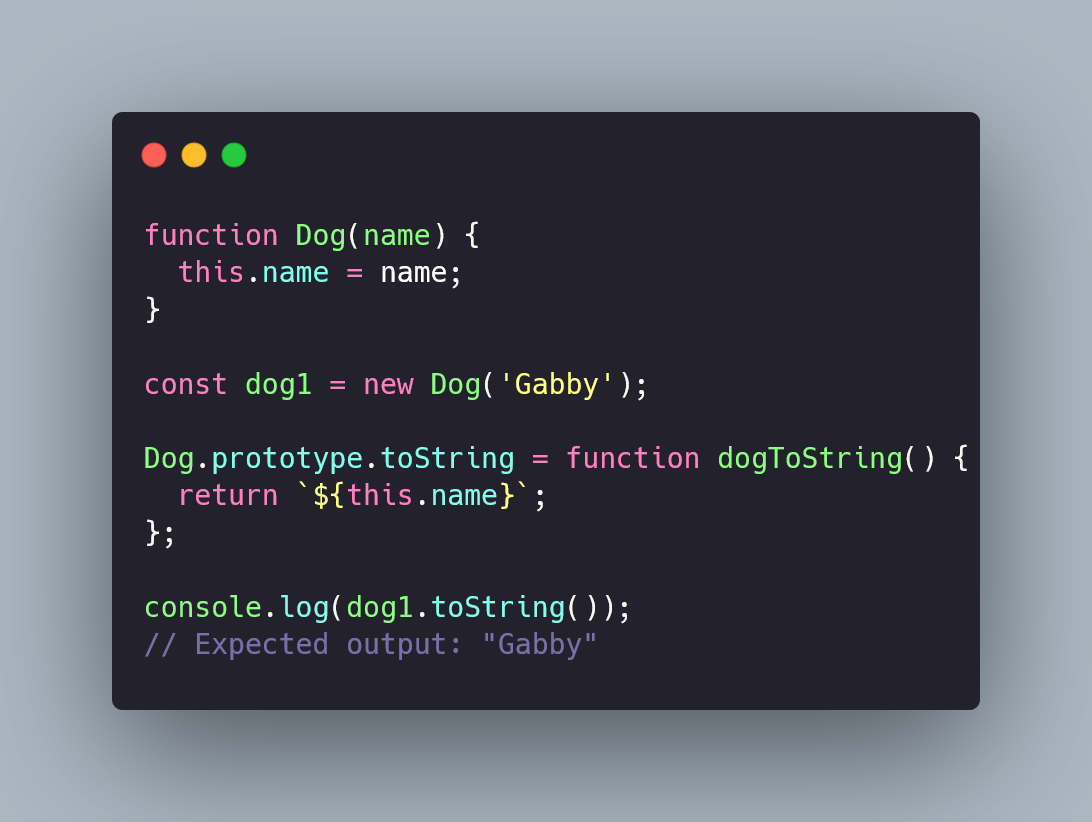 function Dog(name) {
  this.name = name;
}

const dog1 = new Dog('Gabby');

Dog.prototype.toString = function dogToString() {
  return `${this.name}`;
};

console.log(dog1.toString());
// Expected output: "Gabby"